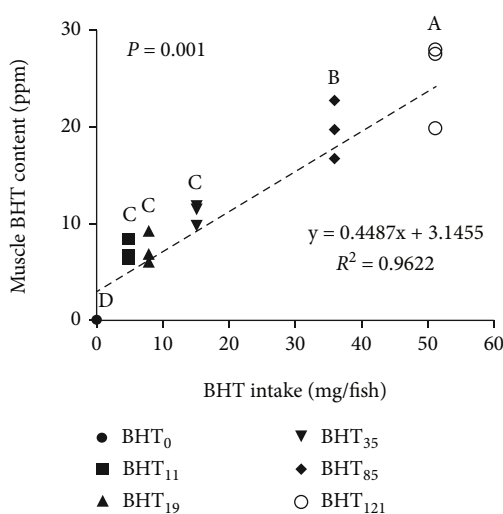 30
20
10
0
Muscle BHT content (ppm)
P = 0.001
A
B
C
C
C
D
y = 0.4487x + 3.1455
R² = 0.9622
0 10 20 30 40 50 60
BHT intake (mg/fish)
BHT₀ BHT₃₅
BHT₁₁ BHT₈₅
BHT₁₉ BHT₁₂₁